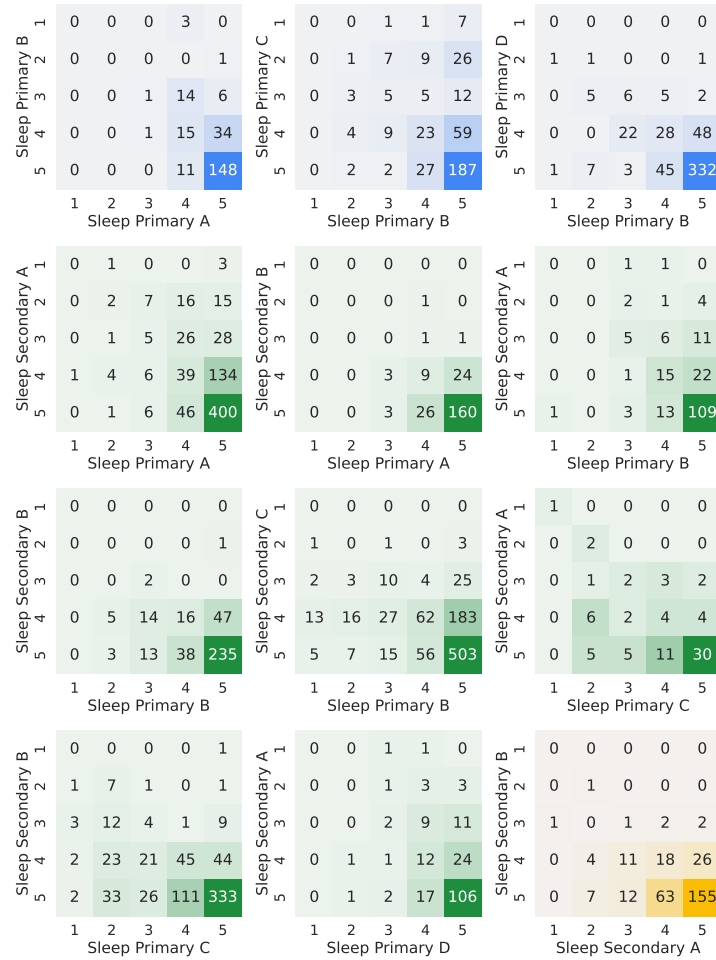 Sleep Primary B
1 0 0 0 3 0
2 0 0 0 0 1
3 0 0 1 14 6
4 0 0 1 15 34
5 0 0 0 11 148
1 2 3 4 5
Sleep Primary A
Sleep Primary C
1 0 0 1 1 7
2 0 1 7 9 26
3 0 3 5 5 12
4 0 4 9 23 59
5 0 2 2 27 187
1 2 3 4 5
Sleep Primary B
Sleep Primary D
1 0 0 0 0 0
2 1 1 0 0 1
3 0 5 6 5 2
4 0 0 22 28 48
5 1 7 3 45 332
1 2 3 4 5
Sleep Primary B
Sleep Secondary A
1 0 1 0 0 3
2 0 2 7 16 15
3 0 1 5 26 28
4 1 4 6 39 134
5 0 1 6 46 400
1 2 3 4 5
Sleep Primary A
Sleep Secondary B
1 0 0 0 0 0
2 0 0 0 1 0
3 0 0 0 1 1
4 0 0 3 9 24
5 0 0 3 26 160
1 2 3 4 5
Sleep Primary A
Sleep Secondary A
1 0 0 1 1 0
2 0 0 2 1 4
3 0 0 5 6 11
4 0 0 1 15 22
5 1 0 3 13 109
1 2 3 4 5
Sleep Primary B
Sleep Secondary B
1 0 0 0 0 0
2 0 0 0 0 1
3 0 0 2 0 0
4 0 5 14 16 47
5 0 3 13 38 235
1 2 3 4 5
Sleep Primary B
Sleep Secondary C
1 0 0 0 0 0
2 1 0 1 0 3
3 2 3 10 4 25
4 13 16 27 62 183
5 5 7 15 56 503
1 2 3 4 5
Sleep Primary B
Sleep Secondary A
1 1 0 0 0 0
2 0 2 0 0 0
3 0 1 2 3 2
4 0 6 2 4 4
5 0 5 5 11 30
1 2 3 4 5
Sleep Primary C
Sleep Secondary B
1 0 0 0 0 1
2 1 7 1 0 1
3 3 12 4 1 9
4 2 23 21 45 44
5 2 33 26 111 333
1 2 3 4 5
Sleep Primary C
Sleep Secondary A
1 0 0 1 1 0
2 0 0 1 3 3
3 0 0 2 9 11
4 0 1 1 12 24
5 0 1 2 17 106
1 2 3 4 5
Sleep Primary D
Sleep Secondary B
1 0 0 0 0 0
2 0 1 0 0 0
3 1 0 1 2 2
4 0 4 11 18 26
5 0 7 12 63 155
1 2 3 4 5
Sleep Secondary A